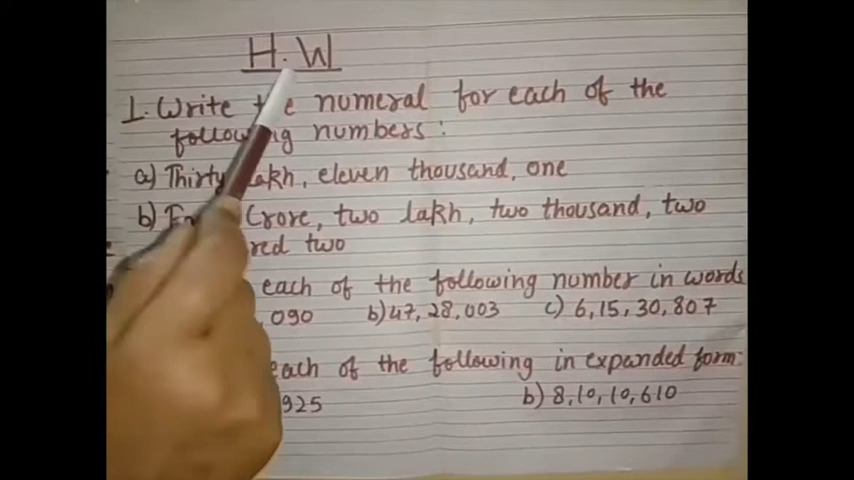 H.W
1. Write the numeral for each of the
following numbers:
a) Thirty lakh, eleven thousand, one
b) Crore, two lakh, two thousand, two
red two
each of the following number in words
,090 b) 47,28,003 c) 6,15,30,807
each of the following in expanded form:
925 b) 8,10,10,610